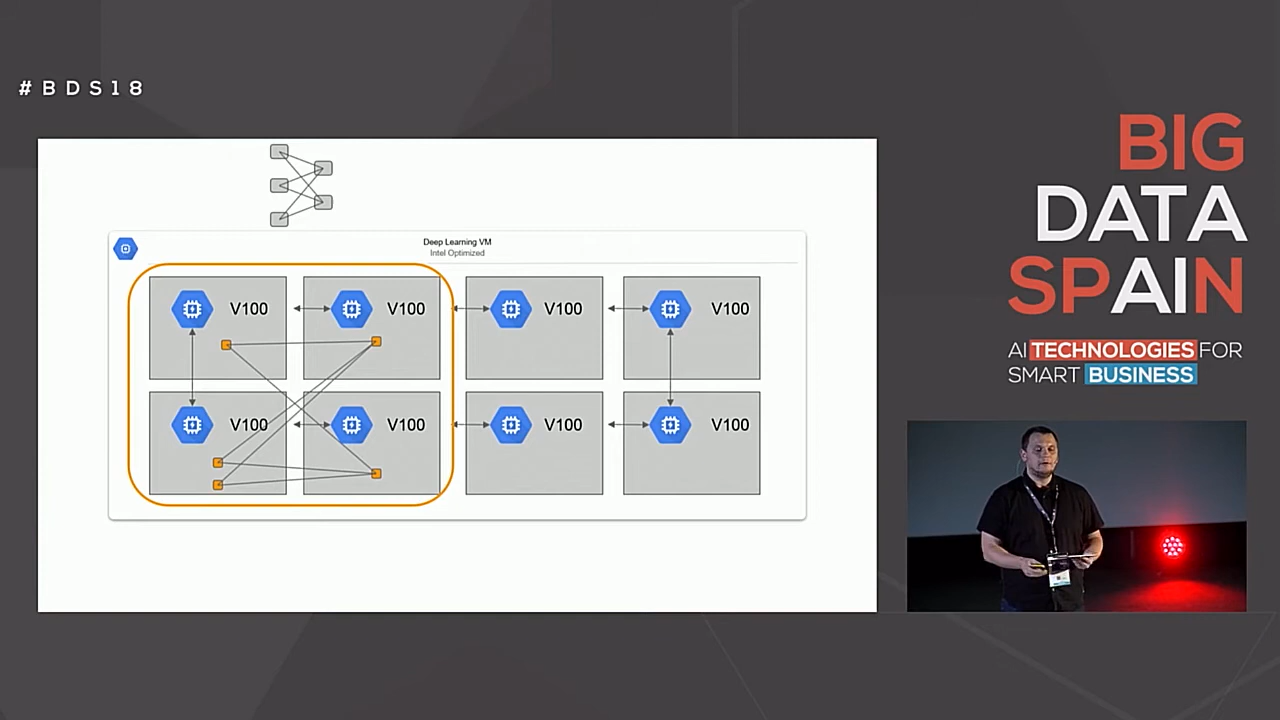 #BDS18
BIG
DATA
SPAIN
AI TECHNOLOGIES FOR
SMART BUSINESS
Deep Learning VM
Intel Optimized
V100 V100 V100 V100
V100 V100 V100 V100